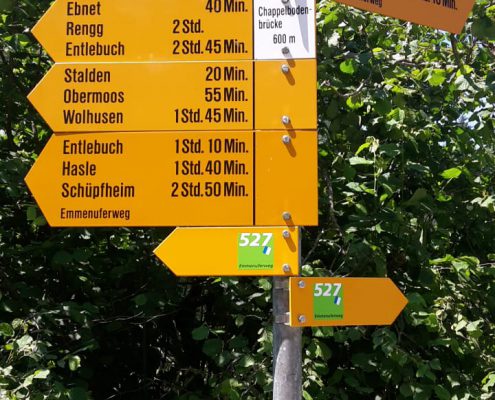 Ebnet 40 Min.
Rengg 2 Std.
Entlebuch 2 Std. 45 Min.
Chappelboden-
brücke
600 m
Stalden 20 Min.
Obermoos 55 Min.
Wolhusen 1 Std. 45 Min.
Entlebuch 1 Std. 10 Min.
Hasle 1 Std. 40 Min.
Schüpfheim 2 Std. 50 Min.
Emmenuferweg
527
Emmenuferweg
527
Emmenuferweg